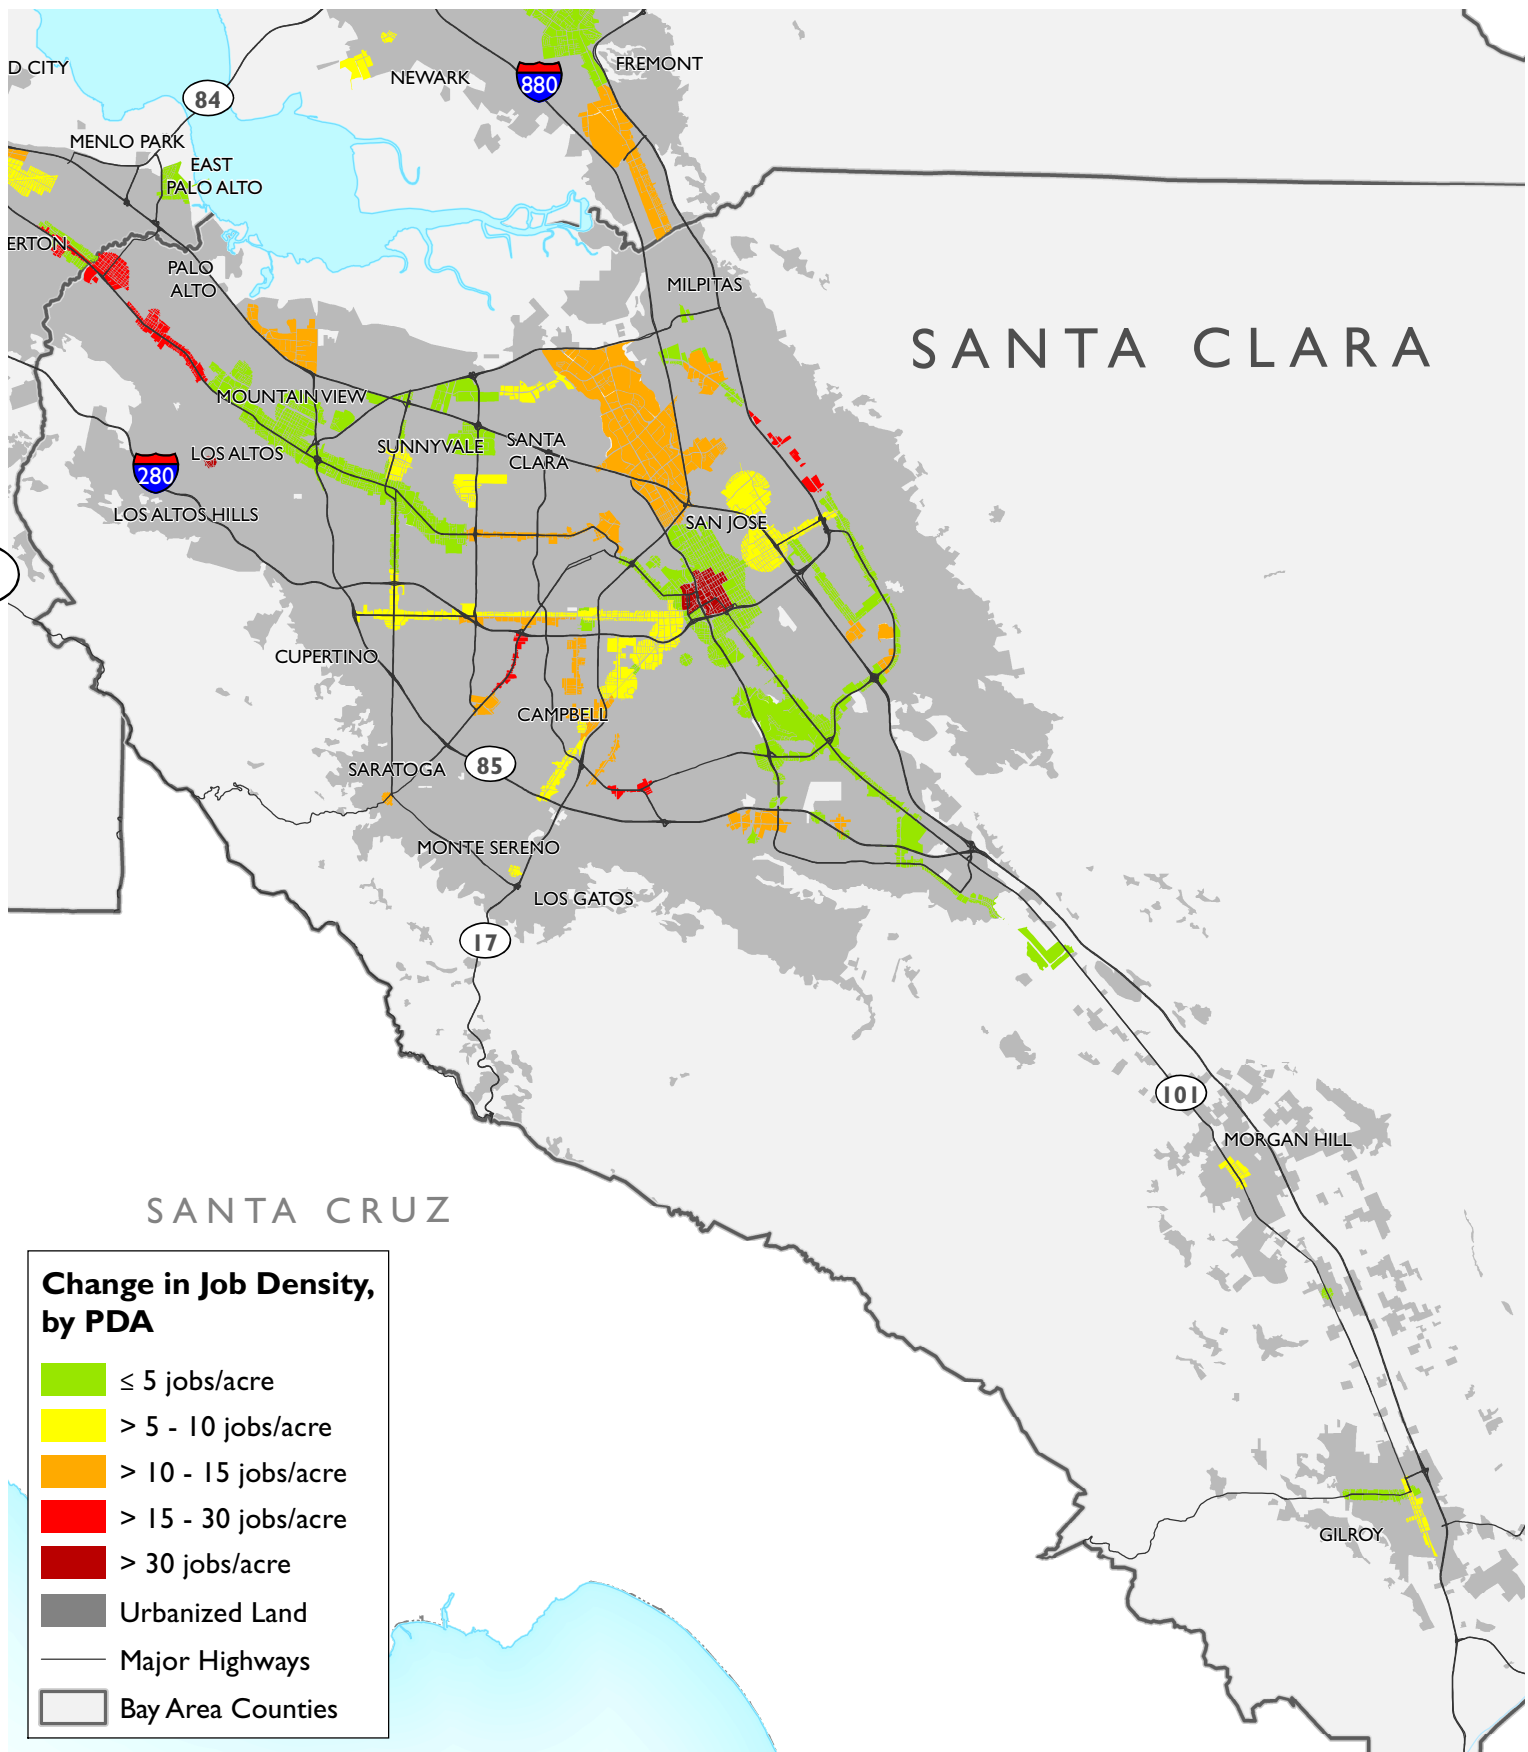 D CITY
NEWARK
FREMONT
880
84
MENLO PARK
EAST
PALO ALTO
ERTON
PALO
ALTO
MILPITAS
SANTA CLARA
MOUNTAIN VIEW
SUNNYVALE
SANTA
CLARA
LOS ALTOS
280
LOS ALTOS HILLS
SAN JOSE
CUPERTINO
CAMPBELL
SARATOGA
85
MONTE SERENO
LOS GATOS
17
101
MORGAN HILL
SANTA CRUZ
GILROY
Change in Job Density,
by PDA
≤ 5 jobs/acre
> 5 - 10 jobs/acre
> 10 - 15 jobs/acre
> 15 - 30 jobs/acre
> 30 jobs/acre
Urbanized Land
Major Highways
Bay Area Counties